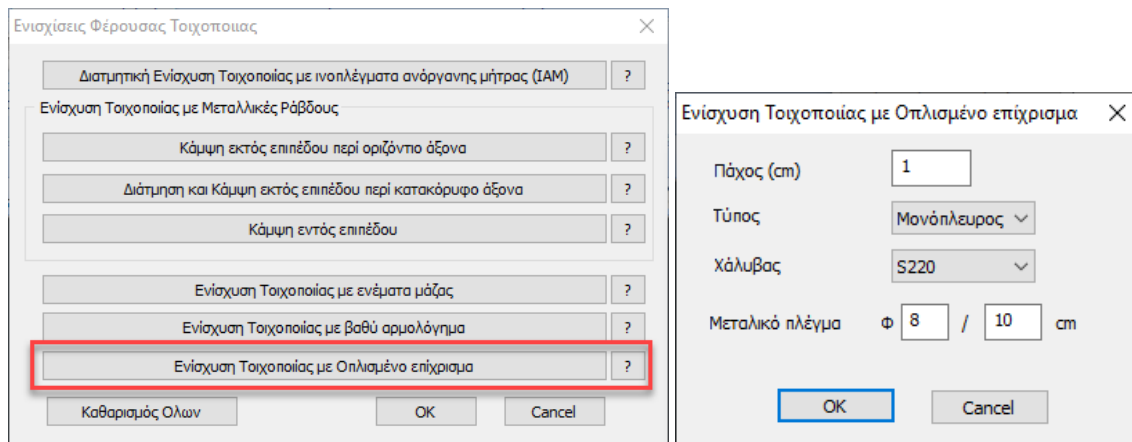 Ενισχίσεις Φέρουσας Τοιχοποιιας
Διατμητική Ενίσχυση Τοιχοποιίας με ινοπλέγματα ανόργανης μήτρας (ΙΑΜ) ?
Ενίσχυση Τοιχοποιίας με Μεταλλικές Ράβδους
Κάμψη εκτός επιπέδου περί οριζόντιο άξονα ?
Διάτμηση και Κάμψη εκτός επιπέδου περί κατακόρυφο άξονα ?
Κάμψη εντός επιπέδου ?
Ενίσχυση Τοιχοποιίας με ενέματα μάζας ?
Ενίσχυση Τοιχοποιίας με βαθύ αρμολόγημα ?
Ενίσχυση Τοιχοποιίας με Οπλισμένο επίχρισμα ?
Καθαρισμός Ολων OK Cancel
Ενίσχυση Τοιχοποιίας με Οπλισμένο επίχρισμα
Πάχος (cm) 1
Τύπος Μονόπλευρος
Χάλυβας S220
Μεταλικό πλέγμα Φ 8 / 10 cm
OK Cancel